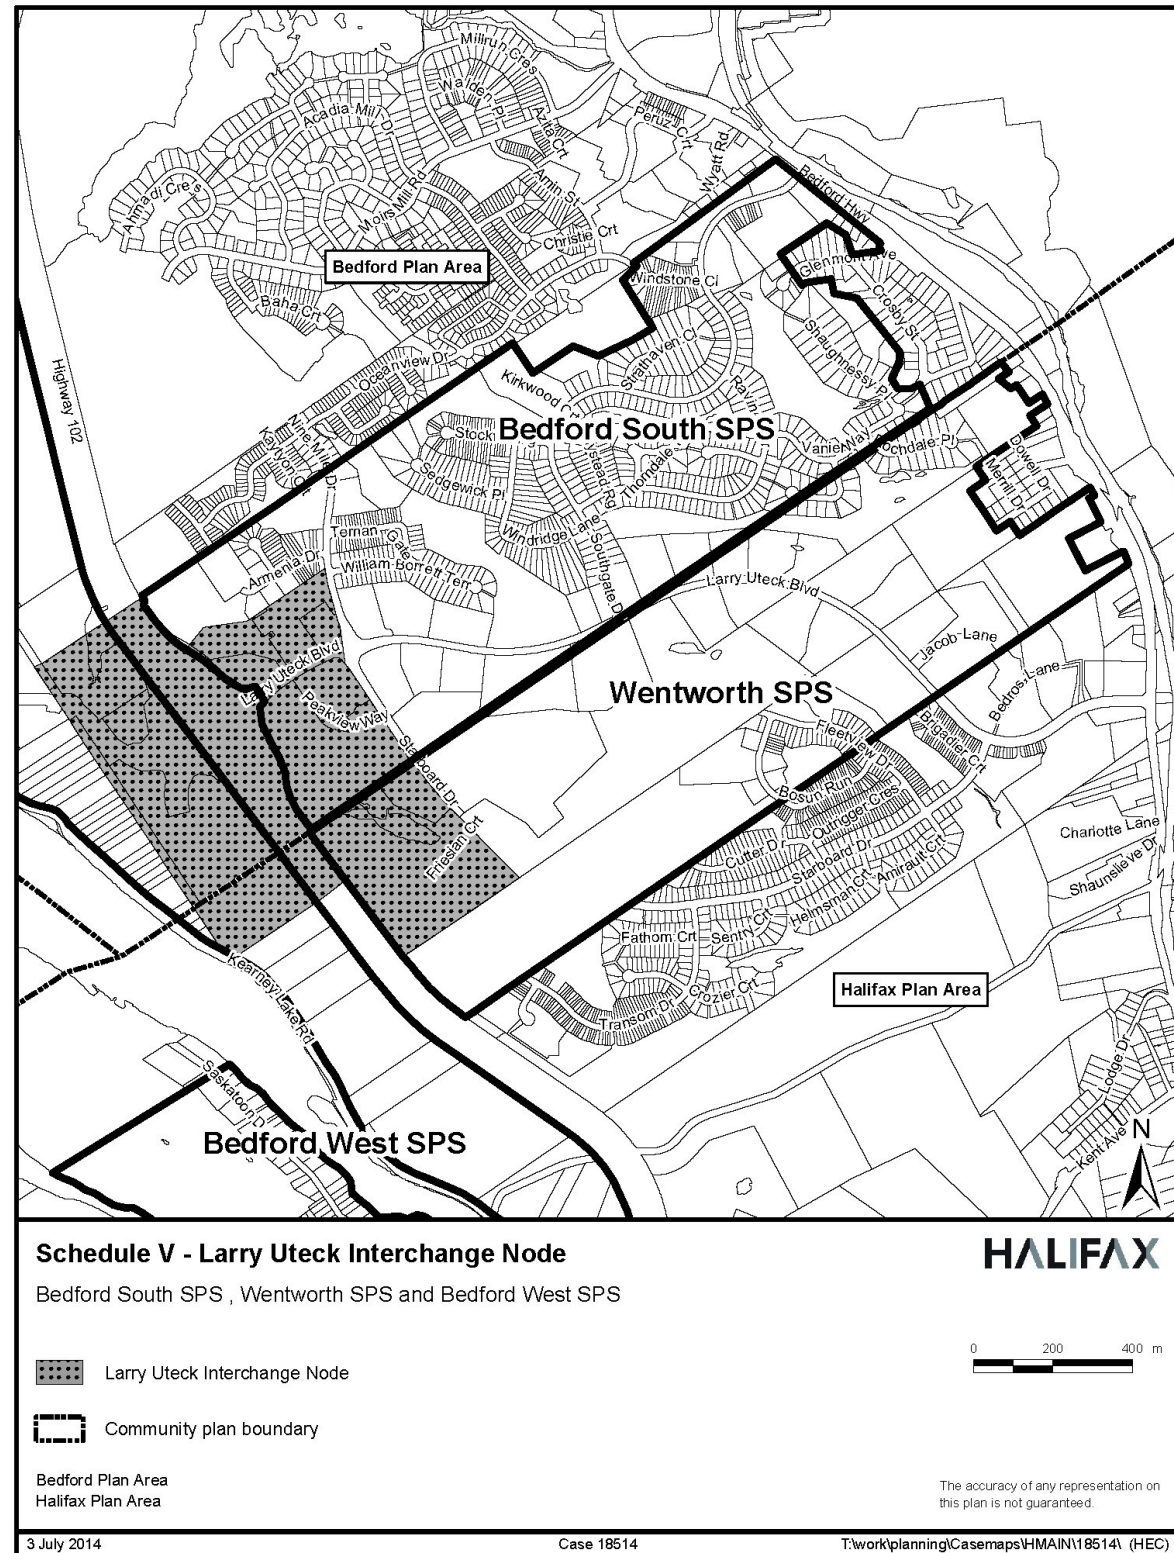 Millrun Cres
Walden Pl
Azita Crt
Acadia Mill Dr
Peruz Crt
Wyatt Rd
Ahmadi Cres
Moirs Mill Rd
Amin St
Bedford Hwy
Christie Crt
Bedford Plan Area
Glenmont Ave
Windstone Cl
Baha Crt
Crosby St
Highway 102
Oceanview Dr
Strathaven Cl
Shaughnessy Pl
Kirkwood Crt
Nine Mile Dr
Bedford South SPS
Vanier Way
Rochdale Pl
Thorndale
Sedgewick Pl
Dowell Dr
Merrill Dr
Windridge Lane
Ternan
Gate
Southgate D
Armenia Dr
William Borrett Terr
Larry Uteck Blvd
Jacob Lane
Larry Uteck Blvd
Wentworth SPS
Bedros Lane
Peakview Way
Brigadier Crt
Fleetview Dr
Starboard Dr
Bosun Run
Outrigger Cres
Charlotte Lane
Friesian Crt
Cutter Dr
Starboard Dr
Amirault Crt
Shaunslieve Dr
Helmsman Crt
Fathom Crt
Sentry Crt
Kearney Lake Rd
Crozier Crt
Halifax Plan Area
Transom Dr
Lodge Dr
Saskatoon D
Kent Ave
N
Bedford West SPS
Schedule V - Larry Uteck Interchange Node
HALIFAX
Bedford South SPS , Wentworth SPS and Bedford West SPS
0 200 400 m
Larry Uteck Interchange Node
Community plan boundary
Bedford Plan Area
Halifax Plan Area
The accuracy of any representation on
this plan is not guaranteed.
3 July 2014
Case 18514
T:\work\planning\Casemaps\HMAIN\18514\ (HEC)